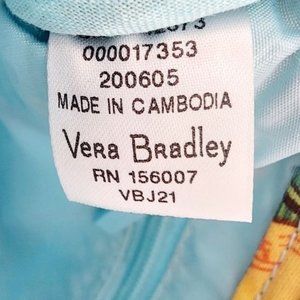 000017353
200605
MADE IN CAMBODIA
Vera Bradley
RN 156007
VBJ21